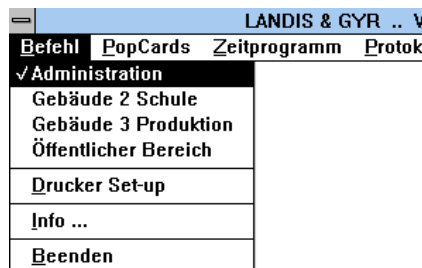 LANDIS & GYR ..
Befehl PopCards Zeitprogramm Protok
√ Administration
Gebäude 2 Schule
Gebäude 3 Produktion
Öffentlicher Bereich
Drucker Set-up
Info ...
Beenden